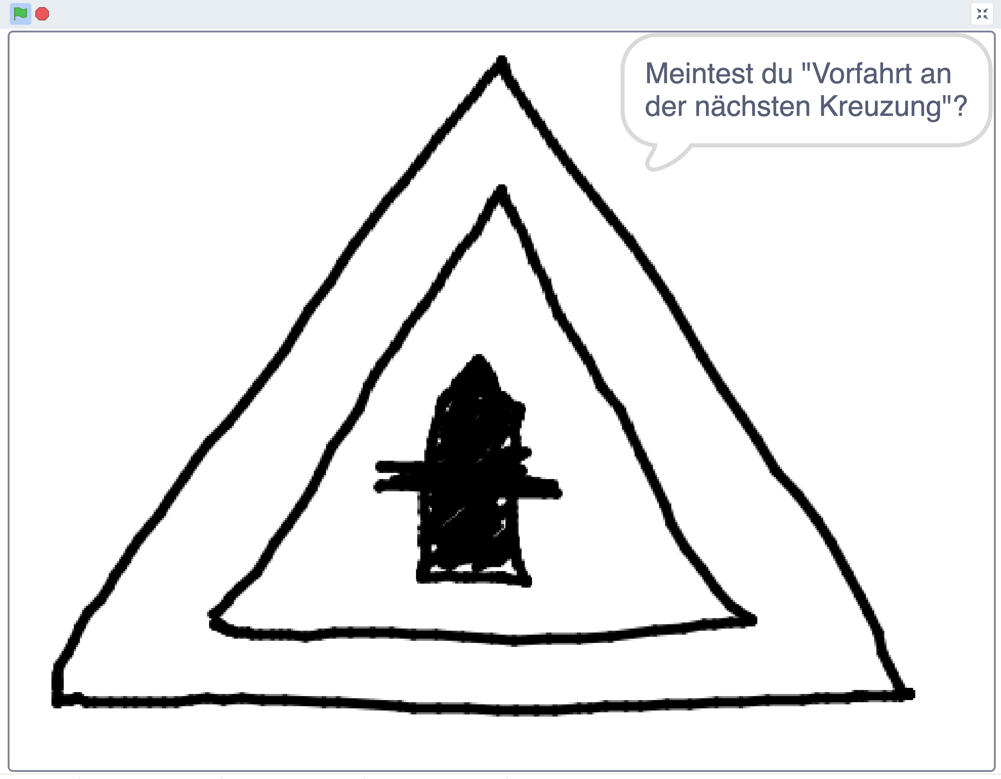 Meintest du "Vorfahrt an
der nächsten Kreuzung"?